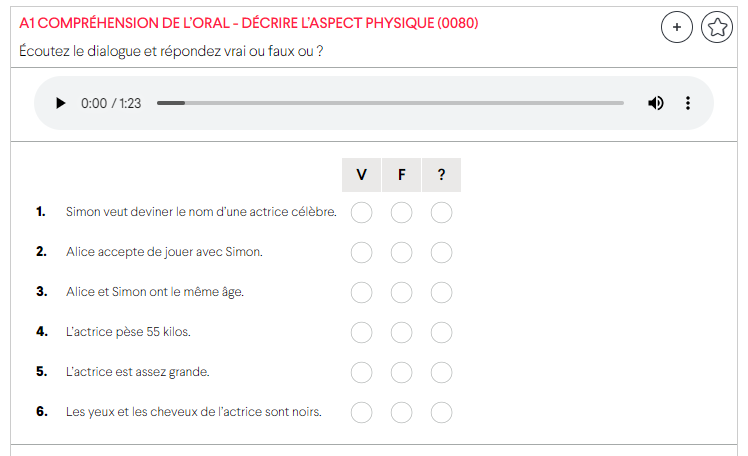 A1 COMPRÉHENSION DE L'ORAL - DÉCRIRE L'ASPECT PHYSIQUE (0080)
Écoutez le dialogue et répondez vrai ou faux ou ?
0:00 / 1:23
V F ?
1. Simon veut deviner le nom d'une actrice célèbre.
2. Alice accepte de jouer avec Simon.
3. Alice et Simon ont le même âge.
4. L'actrice pèse 55 kilos.
5. L'actrice est assez grande.
6. Les yeux et les cheveux de l'actrice sont noirs.